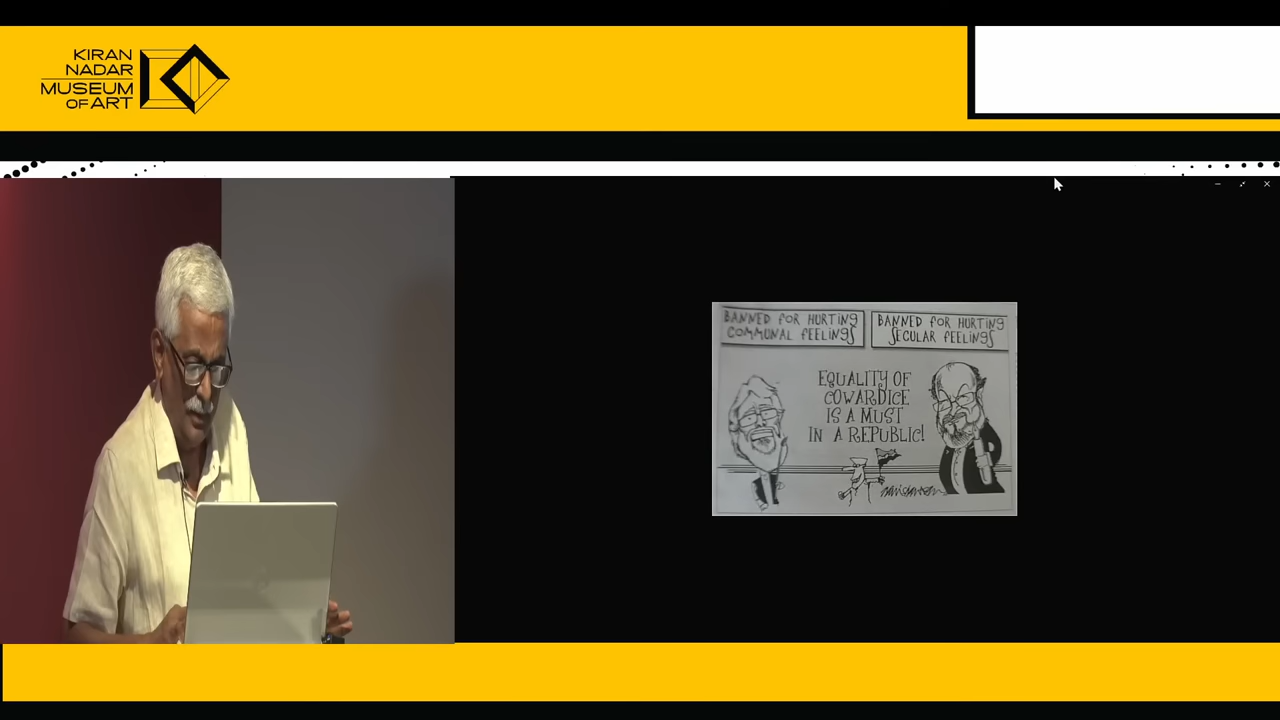 KIRAN
NADAR
MUSEUM
OF ART
BANNED FOR HURTING
COMMUNAL FEELINGS
BANNED FOR HURTING
SECULAR FEELINGS
EQUALITY OF
COWARDICE
IS A MUST
IN A REPUBLIC!